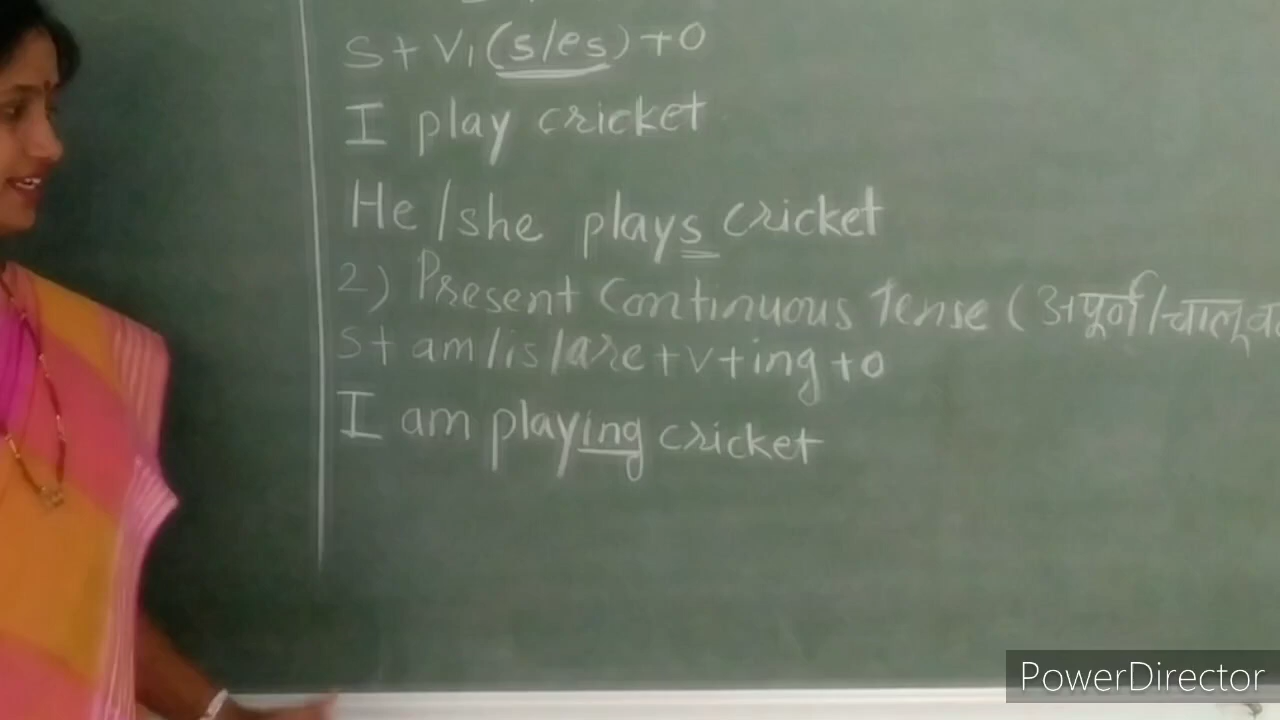 S+ V1 (s/es) + O
I play cricket
He/she plays cricket
2) Present Continuous Tense (अपूर्ण/चालू
S+ am/is/are + v + ing + o
I am playing cricket
PowerDirector